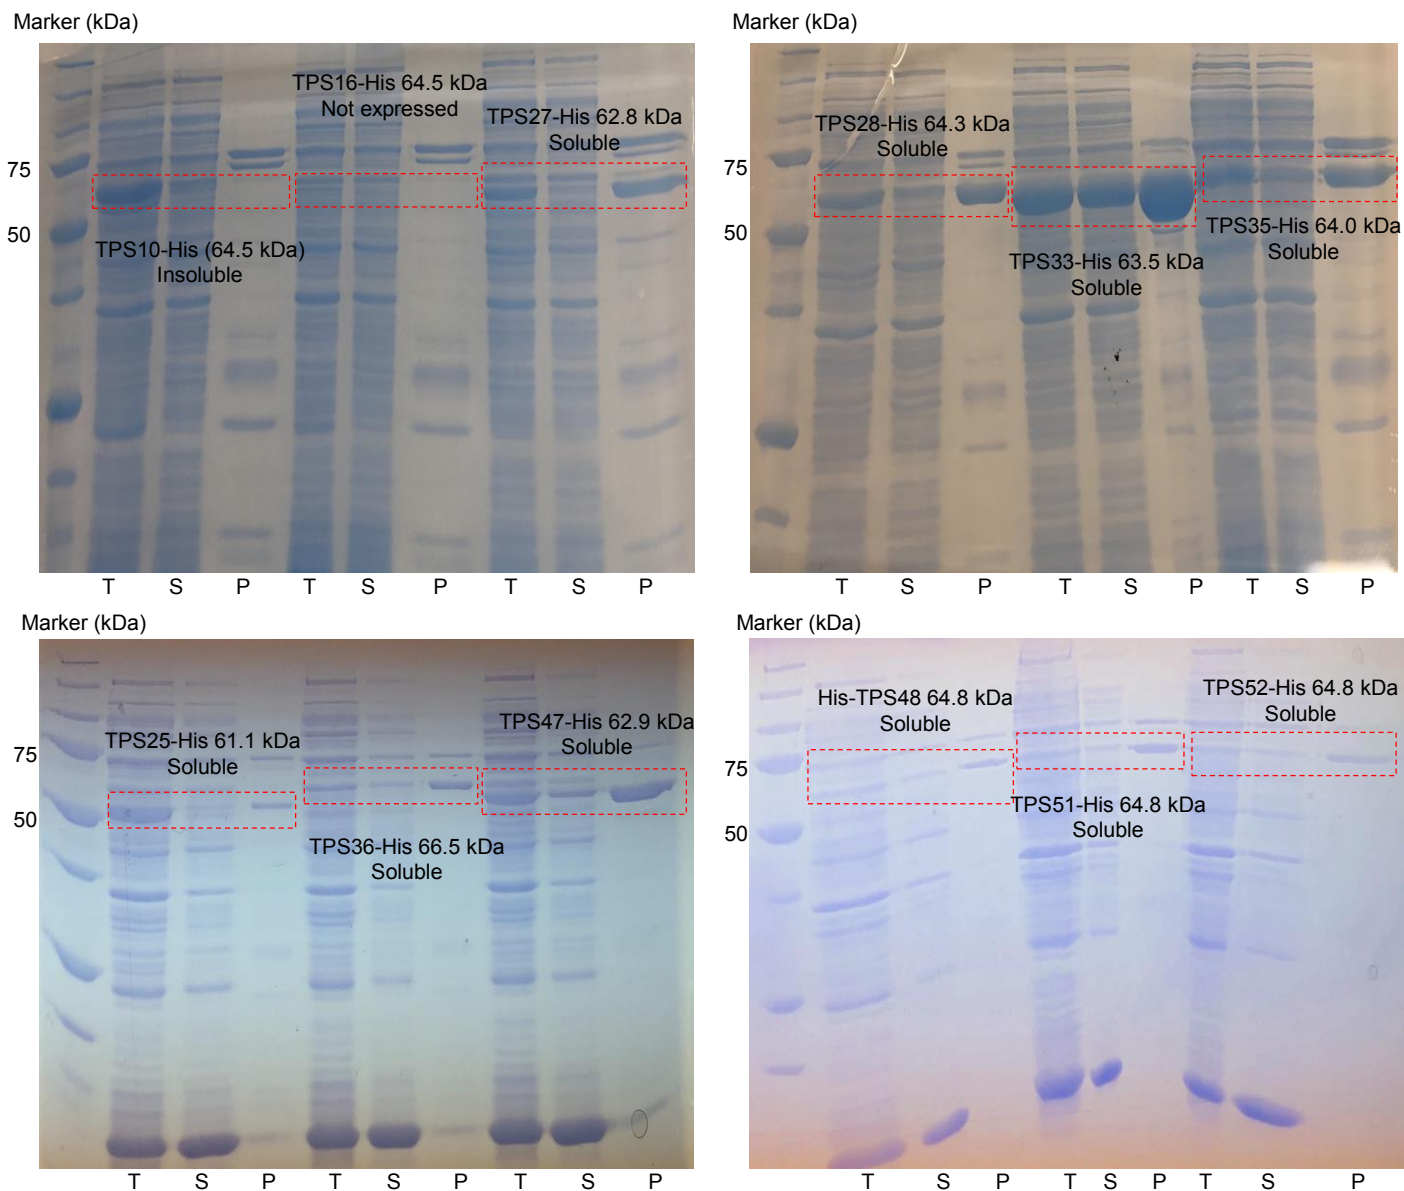 Marker (kDa)
TPS16-His 64.5 kDa
Not expressed
TPS27-His 62.8 kDa
Soluble
75
50
TPS10-His (64.5 kDa)
Insoluble
T S P T S P T S P
Marker (kDa)
TPS28-His 64.3 kDa
Soluble
75
50
TPS35-His 64.0 kDa
Soluble
TPS33-His 63.5 kDa
Soluble
T S P T S P T S P
Marker (kDa)
TPS47-His 62.9 kDa
Soluble
TPS25-His 61.1 kDa
Soluble
75
50
TPS36-His 66.5 kDa
Soluble
T S P T S P T S P
Marker (kDa)
His-TPS48 64.8 kDa
Soluble
TPS52-His 64.8 kDa
Soluble
75
50
TPS51-His 64.8 kDa
Soluble
T S P T S P T S P